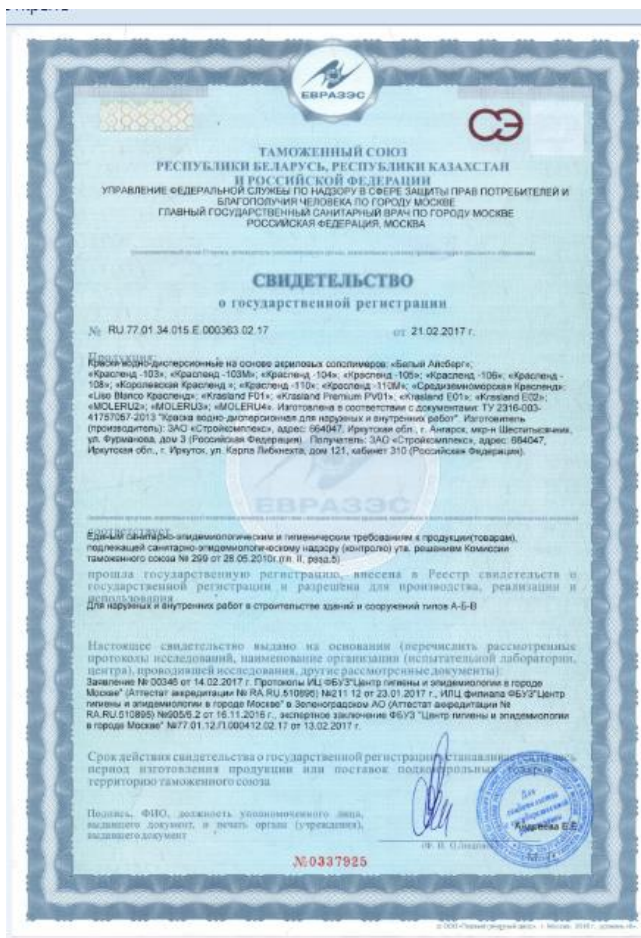 ЕВРАЗЭС
СЭ
ТАМОЖЕННЫЙ СОЮЗ
РЕСПУБЛИКИ БЕЛАРУСЬ, РЕСПУБЛИКИ КАЗАХСТАН
И РОССИЙСКОЙ ФЕДЕРАЦИИ
УПРАВЛЕНИЕ ФЕДЕРАЛЬНОЙ СЛУЖБЫ ПО НАДЗОРУ В СФЕРЕ ЗАЩИТЫ ПРАВ ПОТРЕБИТЕЛЕЙ И
БЛАГОПОЛУЧИЯ ЧЕЛОВЕКА ПО ГОРОДУ МОСКВЕ
ГЛАВНЫЙ ГОСУДАРСТВЕННЫЙ САНИТАРНЫЙ ВРАЧ ПО ГОРОДУ МОСКВЕ
РОССИЙСКАЯ ФЕДЕРАЦИЯ, МОСКВА
СВИДЕТЕЛЬСТВО
о государственной регистрации
№ RU.77.01.34.015.Е.000363.02.17 от 21.02.2017 г.
Продукция:
Краски водно-дисперсионные на основе акриловых сополимеров: «Белый Айсберг»,
«Красленд -103», «Красленд -103М»; «Красленд -104»; «Красленд -105»; «Красленд -106»; «Красленд -
108»; «Королевская Красленд »; «Красленд -110»; «Красленд -110М»; «Средиземноморская Красленд»;
«Liso Blanco Красленд»; «Krasland F01»; «Krasland Premium PV01»; «Krasland E01»; «Krasland E02»;
«MOLERU2»; «MOLERU3»; «MOLERU4». Изготовлена в соответствии с документами: ТУ 2316-003-
41757057-2013 "Краска водно-дисперсионная для наружных и внутренних работ". Изготовитель
(производитель): ЗАО «Стройкомплекс», адрес: 664047, Иркутская обл., г. Ангарск, мкр-н Шеститысячник,
ул. Фурманова, дом 3 (Российская Федерация). Получатель: ЗАО «Стройкомплекс», адрес: 664047,
Иркутская обл., г. Иркутск, ул. Карла Либкнехта, дом 121, кабинет 310 (Российская Федерация).
ЕВРАЗЭС
соответствует
Единым санитарно-эпидемиологическим и гигиеническим требованиям к продукции(товарам),
подлежащей санитарно-эпидемиологическому надзору (контролю) утв. решением Комиссии
таможенного союза № 299 от 28.05.2010г.(гл. II, разд.5)
прошла государственную регистрацию, внесена в Реестр свидетельств о
государственной регистрации и разрешена для производства, реализации и
использования
Для наружных и внутренних работ в строительстве зданий и сооружений типов А-Б-В
Настоящее свидетельство выдано на основании (перечислить рассмотренные
протоколы исследований, наименование организации (испытательной лаборатории,
центра), проводившей исследования, другие рассмотренные документы):
Заявление № 00346 от 14.02.2017 г. Протоколы ИЦ ФБУЗ"Центр гигиены и эпидемиологии в городе
Москве" (Аттестат аккредитации № RA.RU.510895) №211 12 от 23.01.2017 г., ИЛЦ филиала ФБУЗ"Центр
гигиены и эпидемиологии в городе Москве" в Зеленоградском АО (Аттестат аккредитации №
RA.RU.510895) №905/6.2 от 16.11.2016 г., экспертное заключение ФБУЗ "Центр гигиены и эпидемиологии
в городе Москве" №77.01.12.П.000412.02.17 от 13.02.2017 г.
Срок действия свидетельства о государственной регистрации устанавливается на весь
период изготовления продукции или поставок подконтрольных товаров на
территорию таможенного союза
Подпись, ФИО, должность уполномоченного лица,
выдавшего документ, и печать органа (учреждения),
выдавшего документ
Андреева Е.Е.
№0337925